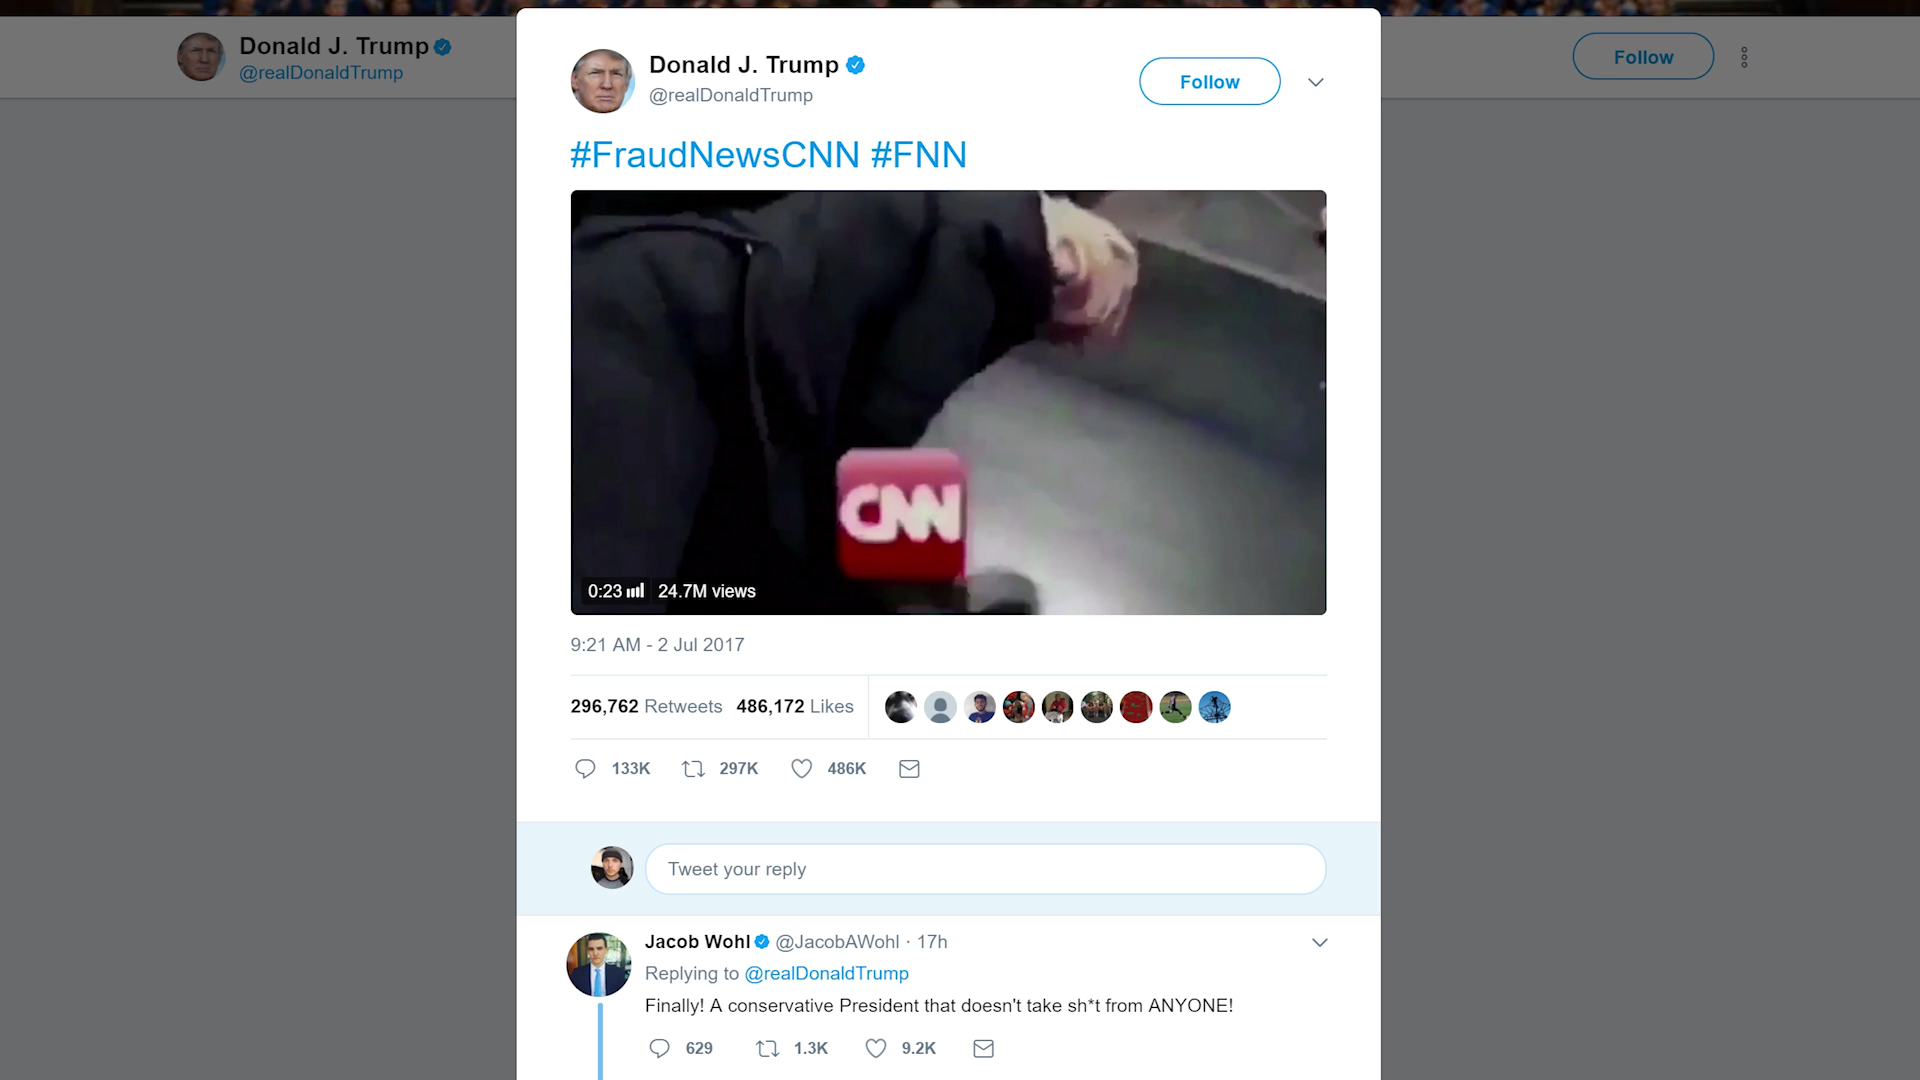 Donald J. Trump
@realDonaldTrump
Follow
Donald J. Trump
@realDonaldTrump
Follow
#FraudNewsCNN #FNN
CNN
0:23 24.7M views
9:21 AM - 2 Jul 2017
296,762 Retweets 486,172 Likes
133K 297K 486K
Tweet your reply
Jacob Wohl @JacobAWohl · 17h
Replying to @realDonaldTrump
Finally! A conservative President that doesn't take sh*t from ANYONE!
629 1.3K 9.2K